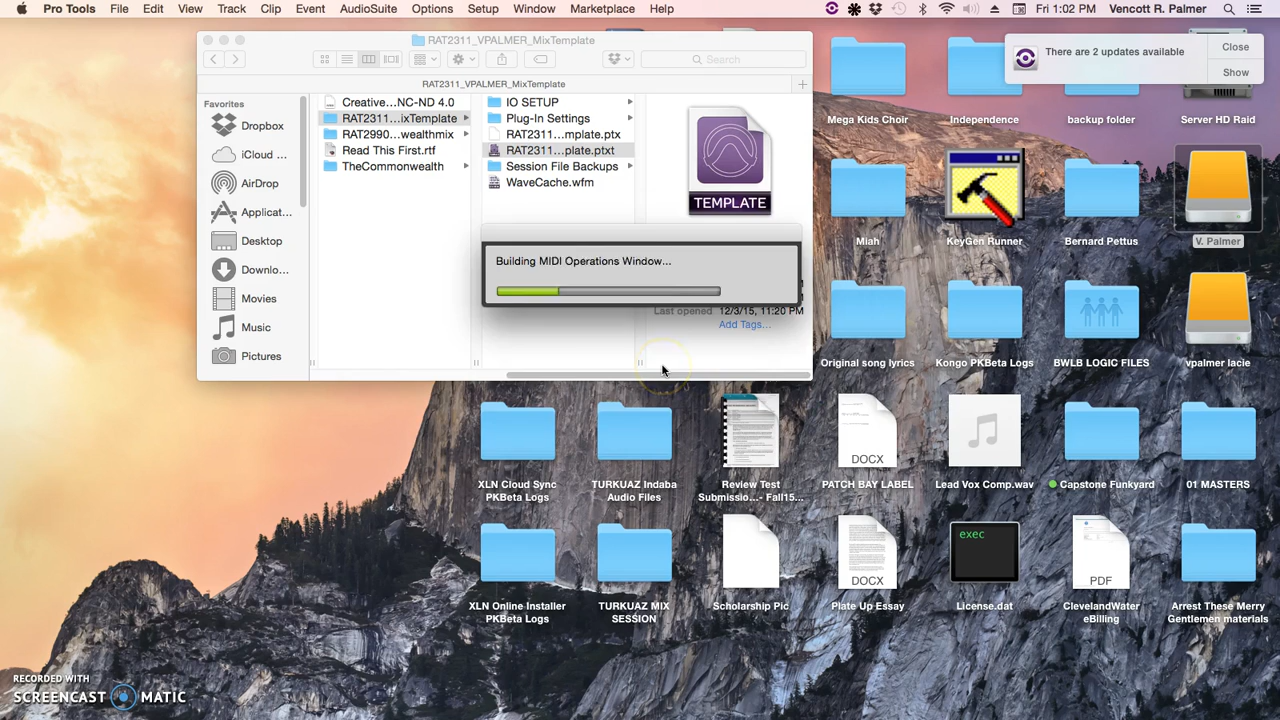 Pro Tools File Edit View Track Clip Event AudioSuite Options Setup Window Marketplace Help Fri 1:02 PM Vencott R. Palmer
RAT2311_VPALMER_MixTemplate
Search
RAT2311_VPALMER_MixTemplate
There are 2 updates available
Close
Show
Favorites
Dropbox
iCloud ...
AirDrop
Applicat...
Desktop
Downlo...
Movies
Music
Pictures
Creative...NC-ND 4.0
RAT2311...ixTemplate
RAT2990...wealthmix
Read This First.rtf
TheCommonwealth
IO SETUP
Plug-In Settings
RAT2311...mplate.ptx
RAT2311...plate.ptxt
Session File Backups
WaveCache.wfm
TEMPLATE
Building MIDI Operations Window...
Last opened 12/3/15, 11:20 PM
Add Tags...
Mega Kids Choir
Independence
backup folder
Server HD Raid
Miah
KeyGen Runner
Bernard Pettus
V. Palmer
Original song lyrics
Kongo PKBeta Logs
BWLB LOGIC FILES
vpalmer lacie
DOCX
XLN Cloud Sync PKBeta Logs
TURKUAZ Indaba Audio Files
Review Test Submissio...- Fall15...
PATCH BAY LABEL
Lead Vox Comp.wav
Capstone Funkyard
01 MASTERS
exec
DOCX
PDF
XLN Online Installer PKBeta Logs
TURKUAZ MIX SESSION
Scholarship Pic
Plate Up Essay
License.dat
ClevelandWater eBilling
Arrest These Merry Gentlemen materials
RECORDED WITH
SCREENCAST MATIC